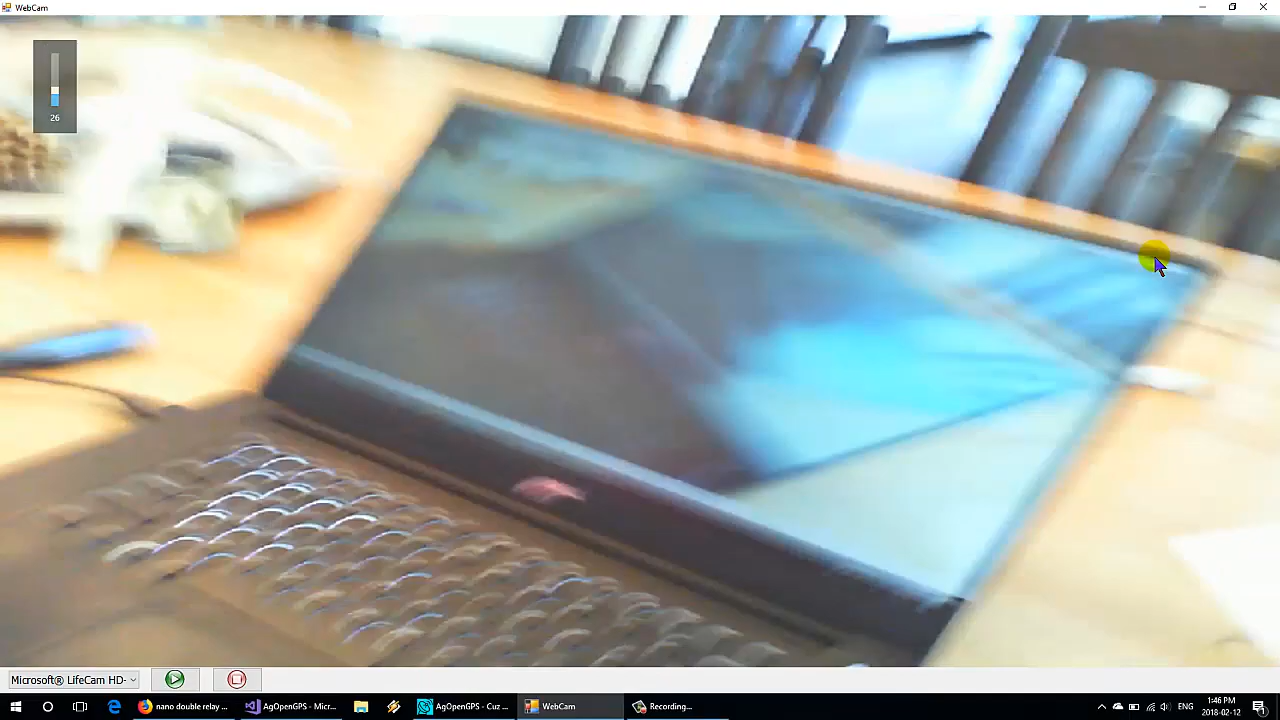 WebCam
26
Microsoft® LifeCam HD-
nano double relay ...
AgOpenGPS - Micr...
AgOpenGPS - Cuz ...
WebCam
Recording...
ENG
1:46 PM
2018-02-12
1